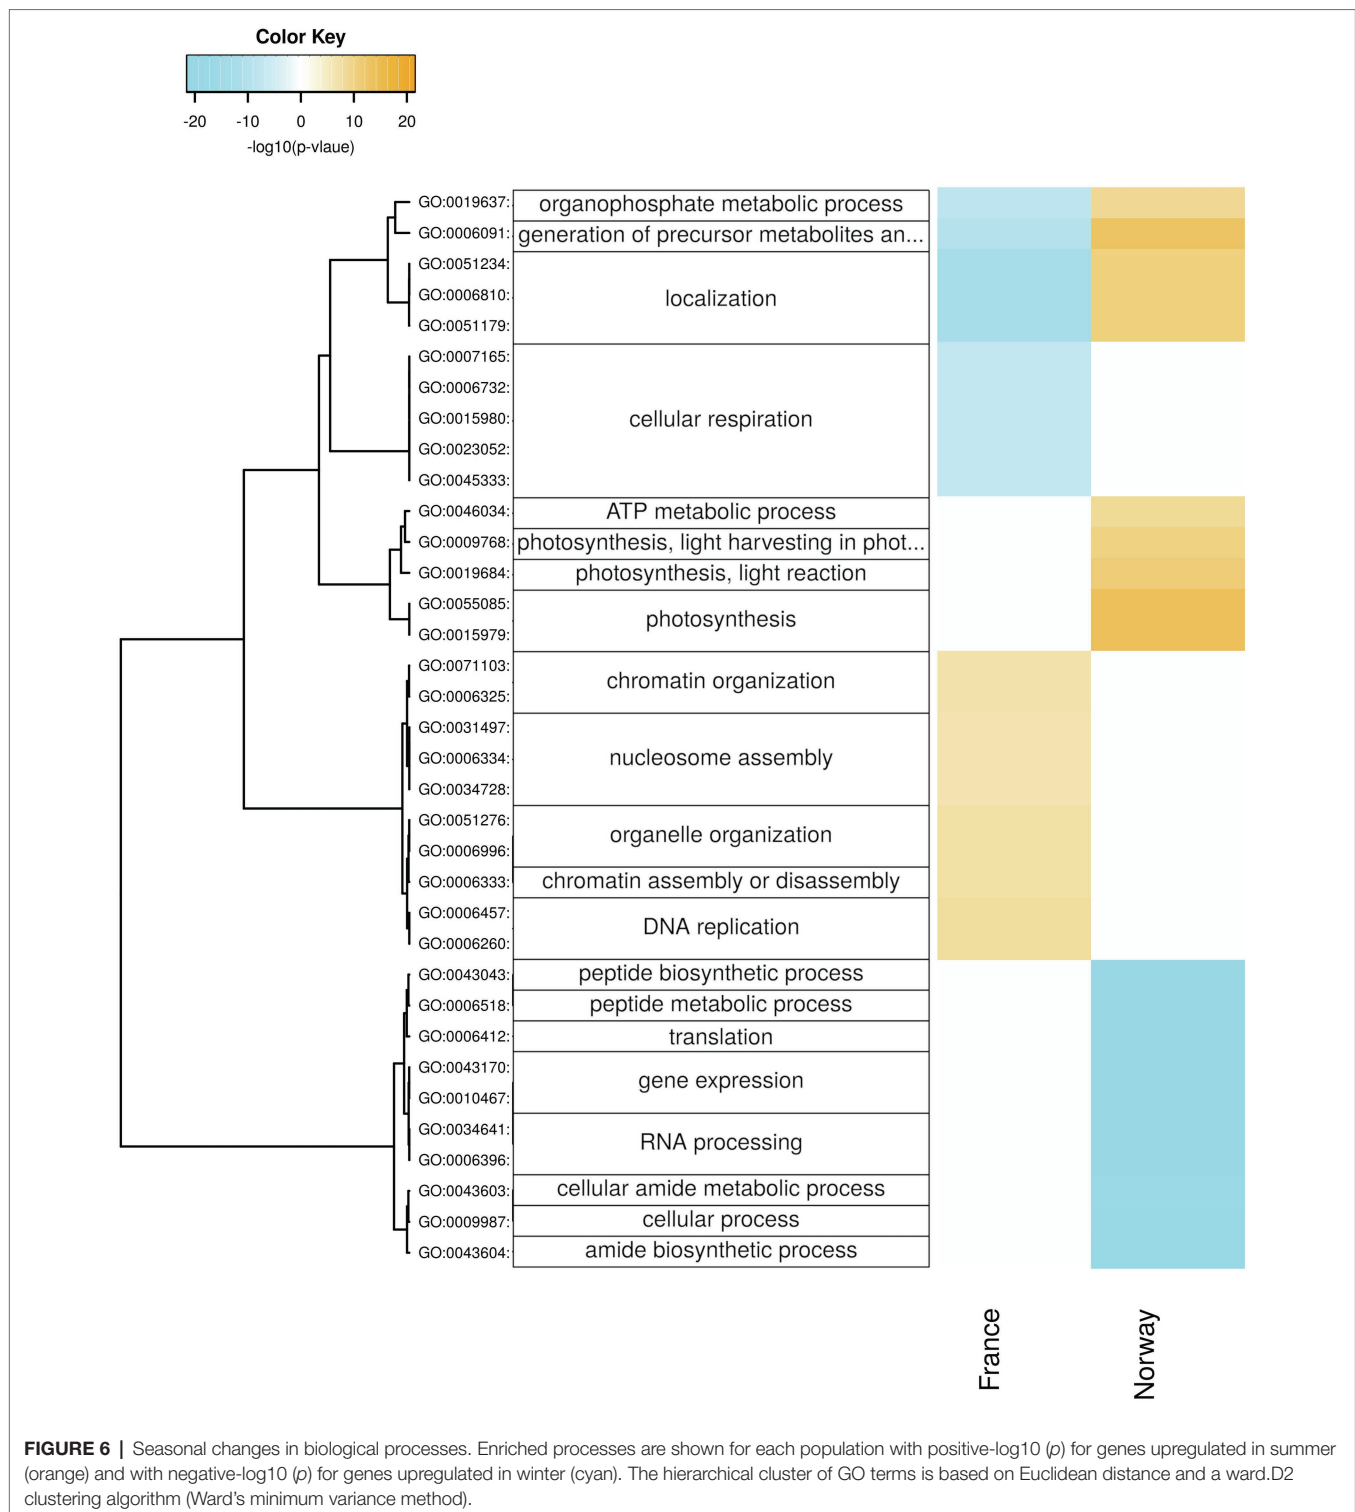 Color Key
-20 -10 0 10 20
-log10(p-vlaue)
GO:0019637: organophosphate metabolic process
GO:0006091: generation of precursor metabolites an...
GO:0051234:
GO:0006810: localization
GO:0051179:
GO:0007165:
GO:0006732:
GO:0015980: cellular respiration
GO:0023052:
GO:0045333:
GO:0046034: ATP metabolic process
GO:0009768: photosynthesis, light harvesting in phot...
GO:0019684: photosynthesis, light reaction
GO:0055085:
photosynthesis
GO:0015979:
GO:0071103:
chromatin organization
GO:0006325:
GO:0031497:
GO:0006334: nucleosome assembly
GO:0034728:
GO:0051276:
organelle organization
GO:0006996:
GO:0006333: chromatin assembly or disassembly
GO:0006457:
DNA replication
GO:0006260:
GO:0043043: peptide biosynthetic process
GO:0006518: peptide metabolic process
GO:0006412: translation
GO:0043170:
gene expression
GO:0010467:
GO:0034641:
RNA processing
GO:0006396:
GO:0043603: cellular amide metabolic process
GO:0009987: cellular process
GO:0043604: amide biosynthetic process
France
Norway
FIGURE 6 | Seasonal changes in biological processes. Enriched processes are shown for each population with positive-log10 (p) for genes upregulated in summer
(orange) and with negative-log10 (p) for genes upregulated in winter (cyan). The hierarchical cluster of GO terms is based on Euclidean distance and a ward.D2
clustering algorithm (Ward's minimum variance method).